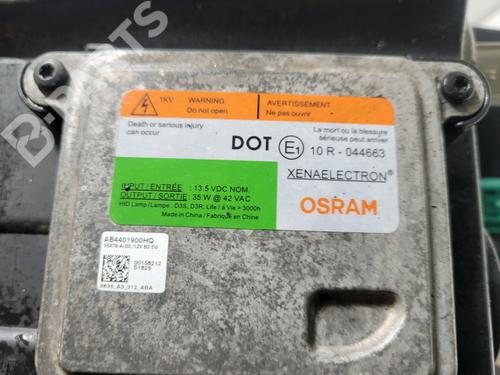 1KV
WARNING
Do not open
AVERTISSEMENT
Ne pas ouvrir
Death or serious injury
can occur
La mort ou la blessure
sérieuse peut arriver
DOT E1 10 R - 044663
XENAELECTRON®
INPUT / ENTRÉE : 13.5 VDC NOM.
OUTPUT / SORTIE : 35 W @ 42 VAC
HID Lamp / Lampe : D3S, D3R; Life / à Vie > 3000h
Made in China / Fabriqué en Chine
OSRAM
AB4401900HQ
00158212
S1825
B-PARTS